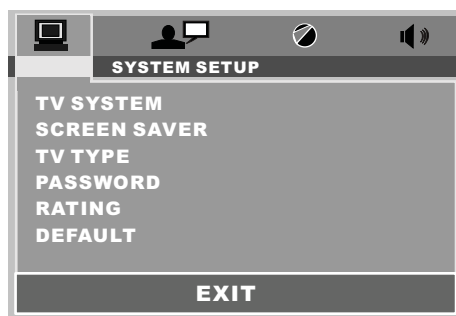 SYSTEM SETUP
TV SYSTEM
SCREEN SAVER
TV TYPE
PASSWORD
RATING
DEFAULT
EXIT